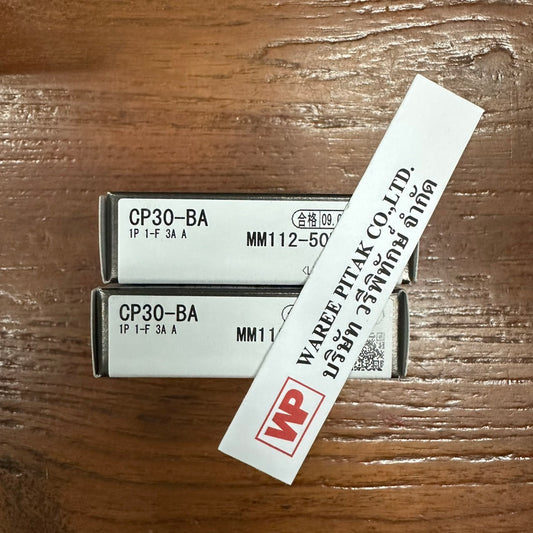 CP30-BA
1P 1-F 3A A
合格
MM112-50
CP30-BA
1P 1-F 3A A
MM11
WP
WAREE PITAK CO.,LTD.
บริษัท วารีพิทักษ์ จำกัด